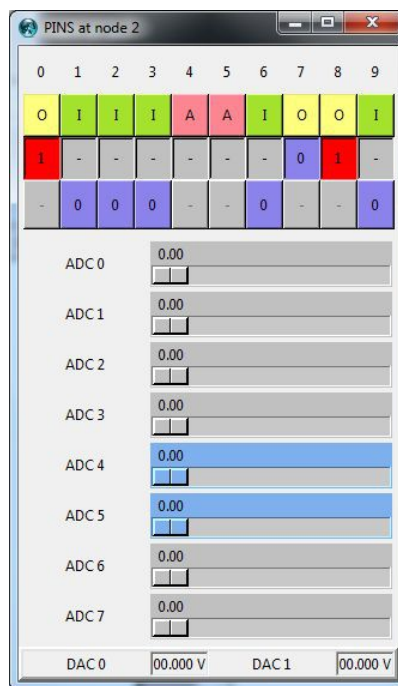 PINS at node 2
0 1 2 3 4 5 6 7 8 9
O I I I A A I O O I
1 - - - - - - 0 1 -
- 0 0 0 - - 0 - - 0
0.00
ADC 0
0.00
ADC 1
0.00
ADC 2
0.00
ADC 3
0.00
ADC 4
0.00
ADC 5
0.00
ADC 6
0.00
ADC 7
DAC 0 00.000 V DAC 1 00.000 V